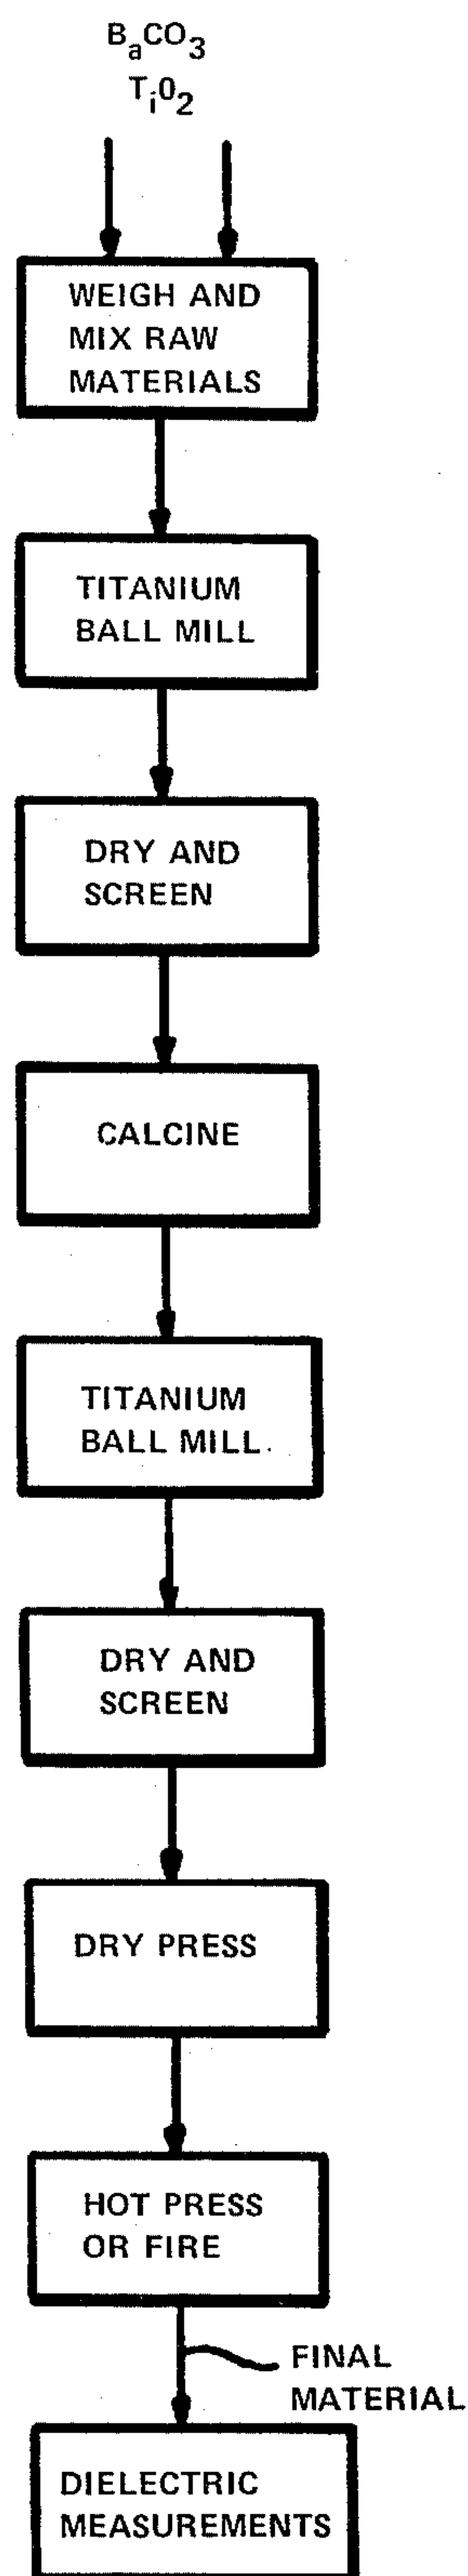 BaCO3
TiO2
WEIGH AND
MIX RAW
MATERIALS
TITANIUM
BALL MILL
DRY AND
SCREEN
CALCINE
TITANIUM
BALL MILL.
DRY AND
SCREEN
DRY PRESS
HOT PRESS
OR FIRE
FINAL
MATERIAL
DIELECTRIC
MEASUREMENTS